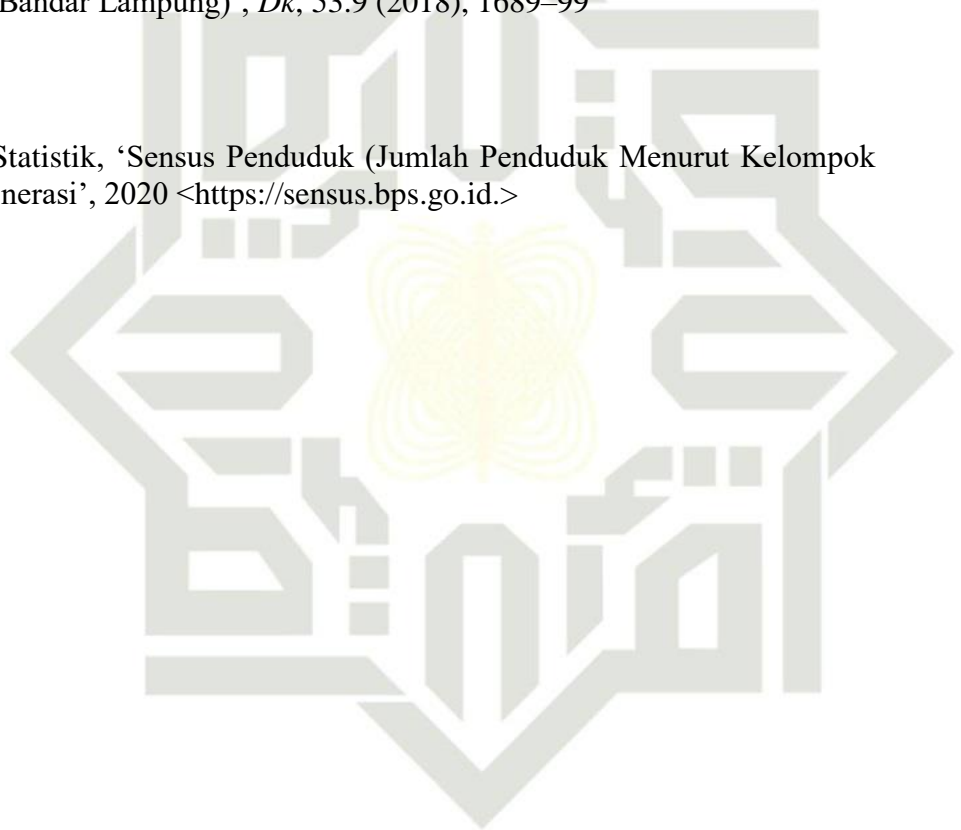 Bandar Lampung)’, Dk, 53.9 (2018), 1689–99
Statistik, ‘Sensus Penduduk (Jumlah Penduduk Menurut Kelompok
nerasi’, 2020 <https://sensus.bps.go.id.>